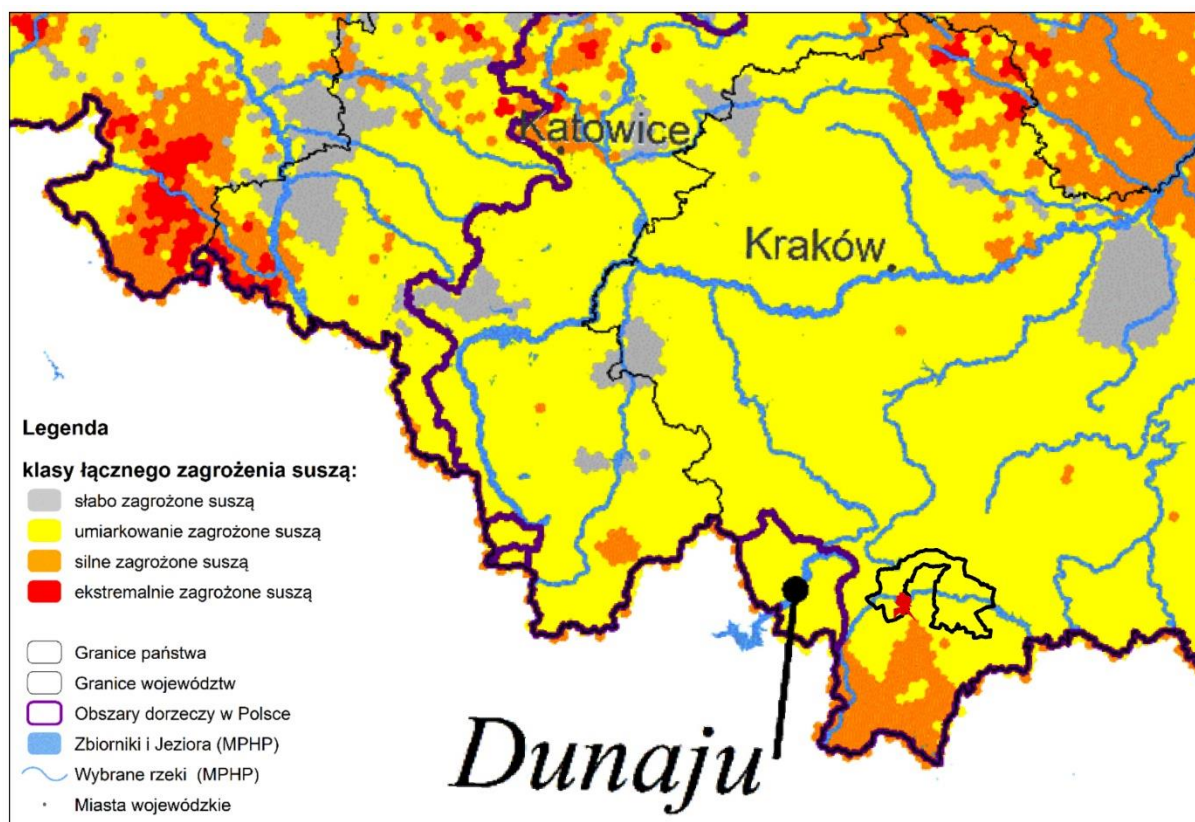 Katowice
Kraków
Legenda
klasy łącznego zagrożenia suszą:
słabo zagrożone suszą
umiarkowanie zagrożone suszą
silne zagrożone suszą
ekstremalnie zagrożone suszą
Granice państwa
Granice województw
Obszary dorzeczy w Polsce
Zbiorniki i Jeziora (MPHP)
Wybrane rzeki (MPHP)
Miasta wojewódzkie
Dunaju